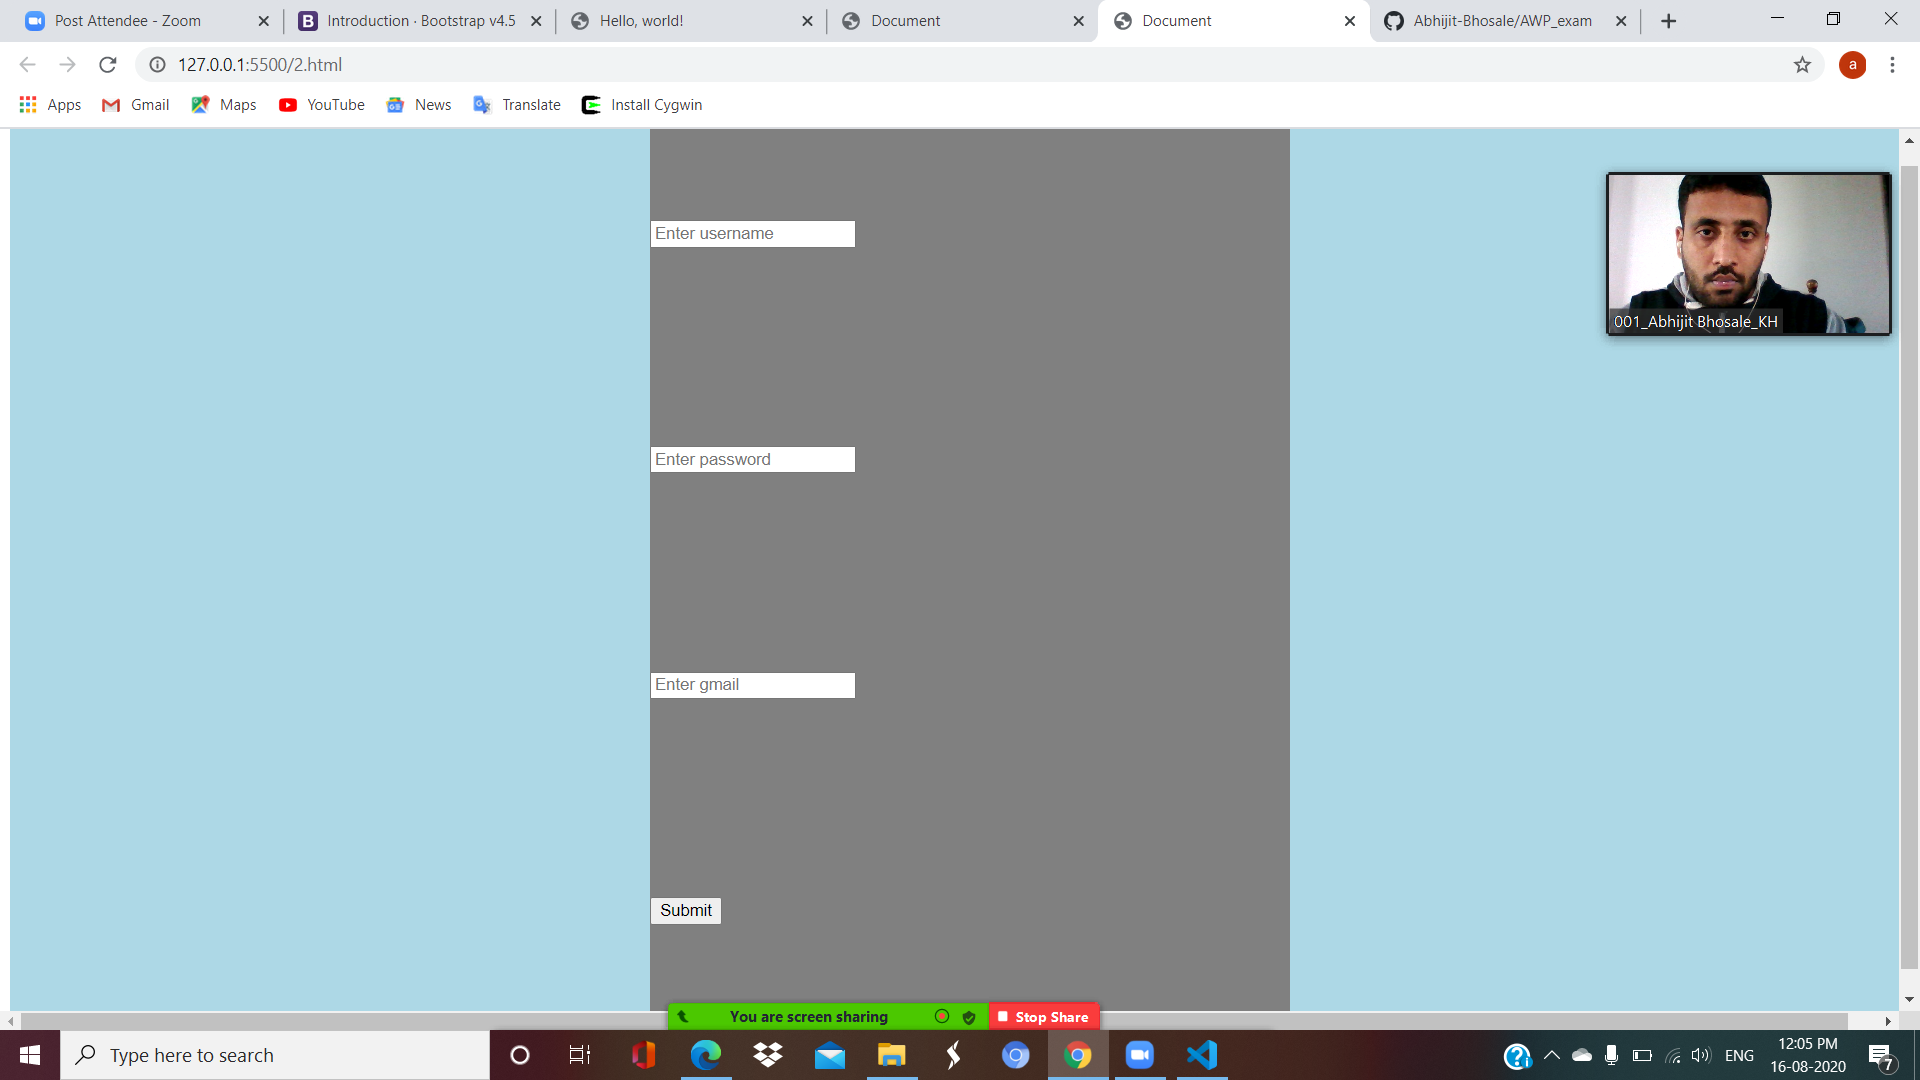 Post Attendee - Zoom
Introduction · Bootstrap v4.5
Hello, world!
Document
Document
Abhijit-Bhosale/AWP_exam
127.0.0.1:5500/2.html
a
Apps
Gmail
Maps
YouTube
News
Translate
Install Cygwin
Enter username
001_Abhijit Bhosale_KH
Enter password
Enter gmail
Submit
You are screen sharing
Stop Share
Type here to search
ENG
12:05 PM
16-08-2020
7